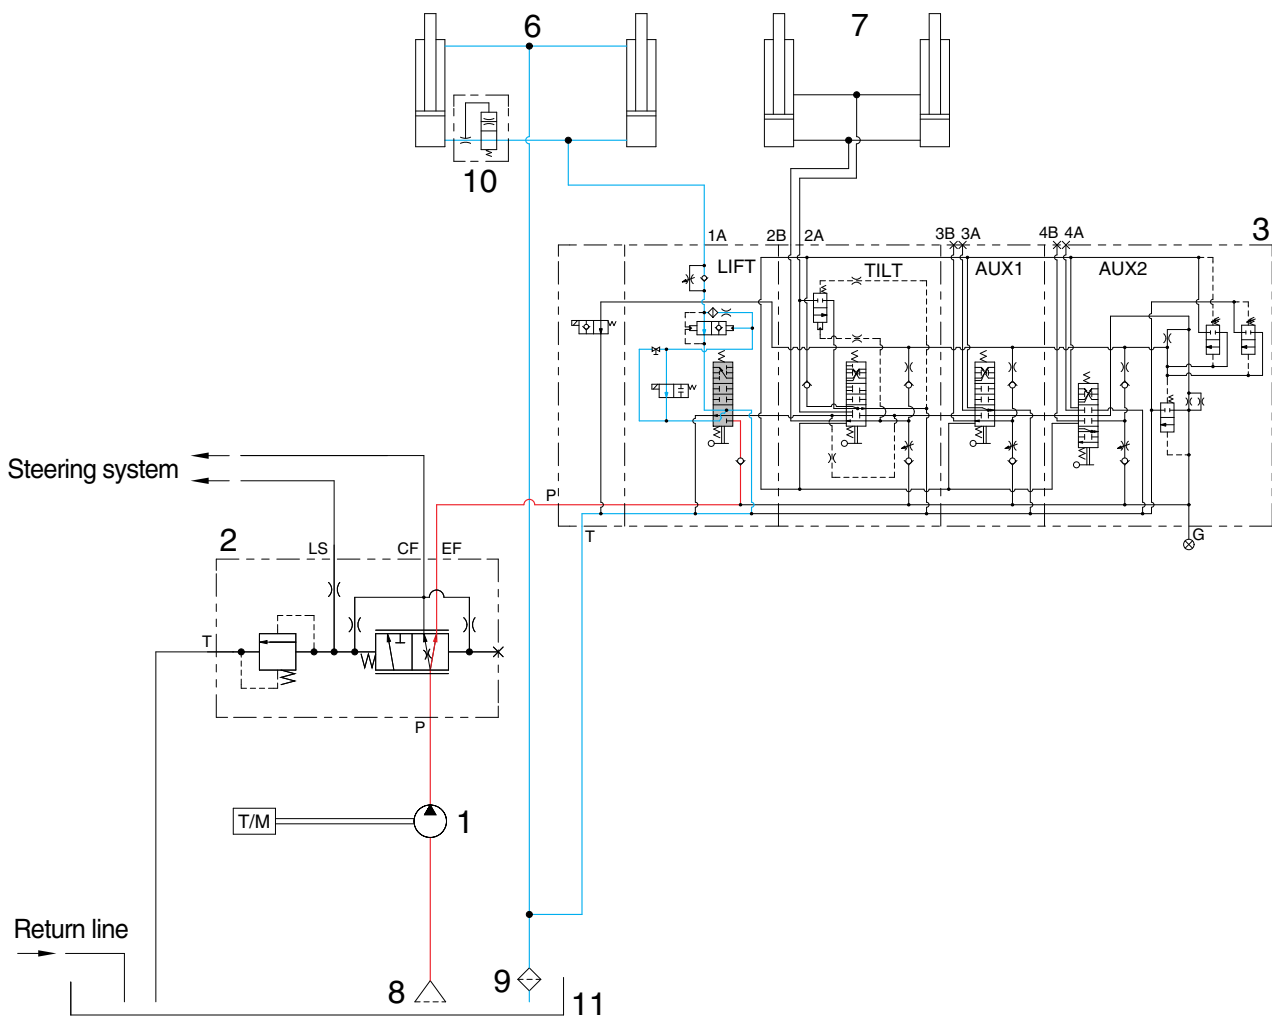 6
7
10
1A
2B
2A
3B
3A
4B
4A
3
LIFT
TILT
AUX1
AUX2
Steering system
P
T
G
2
LS
CF
EF
T
P
T/M
1
Return line
8
9
11